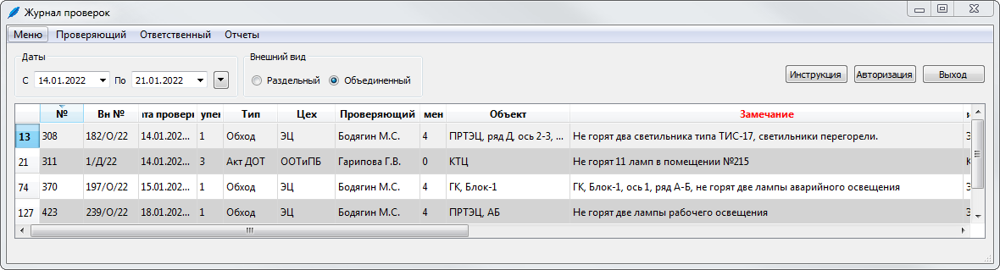 Журнал проверок
Меню Проверяющий Ответственный Отчеты
Даты Внешний вид
С 14.01.2022 По 21.01.2022 Раздельный Объединенный Инструкция Авторизация Выход
№ Вн № та провері упеі Тип Цех Проверяющий мен Объект Замечание
13 308 182/О/22 14.01.202... 1 Обход ЭЦ Бодягин М.С. 4 ПРТЭЦ, ряд Д, ось 2-3, ... Не горят два светильника типа ТИС-17, светильники перегорели.
21 311 1/Д/22 14.01.202... 3 Акт ДОТ ООТиПБ Гарипова Г.В. 0 КТЦ Не горят 11 ламп в помещении №215
74 370 197/О/22 15.01.202... 1 Обход ЭЦ Бодягин М.С. 4 ГК, Блок-1 ГК, Блок-1, ось 1, ряд А-Б, не горят две лампы аварийного освещения
127 423 239/О/22 18.01.202... 1 Обход ЭЦ Бодягин М.С. 4 ПРТЭЦ, АБ Не горят две лампы рабочего освещения